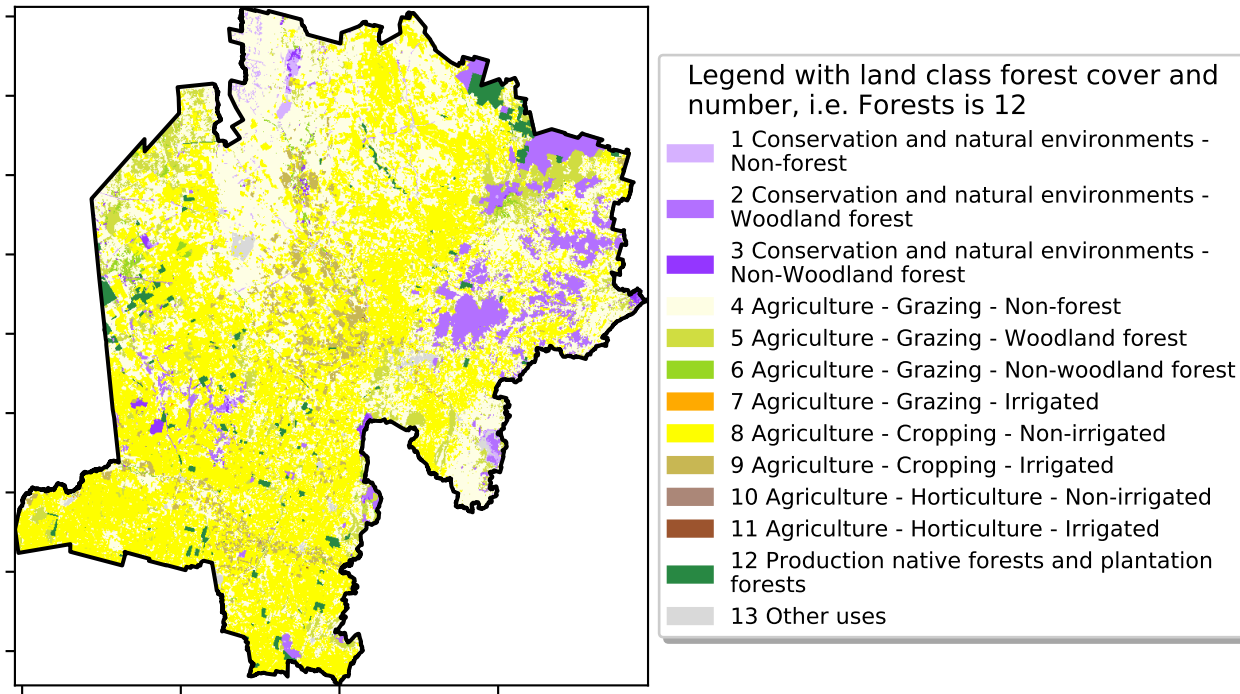 Legend with land class forest cover and
number, i.e. Forests is 12
1 Conservation and natural environments -
Non-forest
2 Conservation and natural environments -
Woodland forest
3 Conservation and natural environments -
Non-Woodland forest
4 Agriculture - Grazing - Non-forest
5 Agriculture - Grazing - Woodland forest
6 Agriculture - Grazing - Non-woodland forest
7 Agriculture - Grazing - Irrigated
8 Agriculture - Cropping - Non-irrigated
9 Agriculture - Cropping - Irrigated
10 Agriculture - Horticulture - Non-irrigated
11 Agriculture - Horticulture - Irrigated
12 Production native forests and plantation
forests
13 Other uses